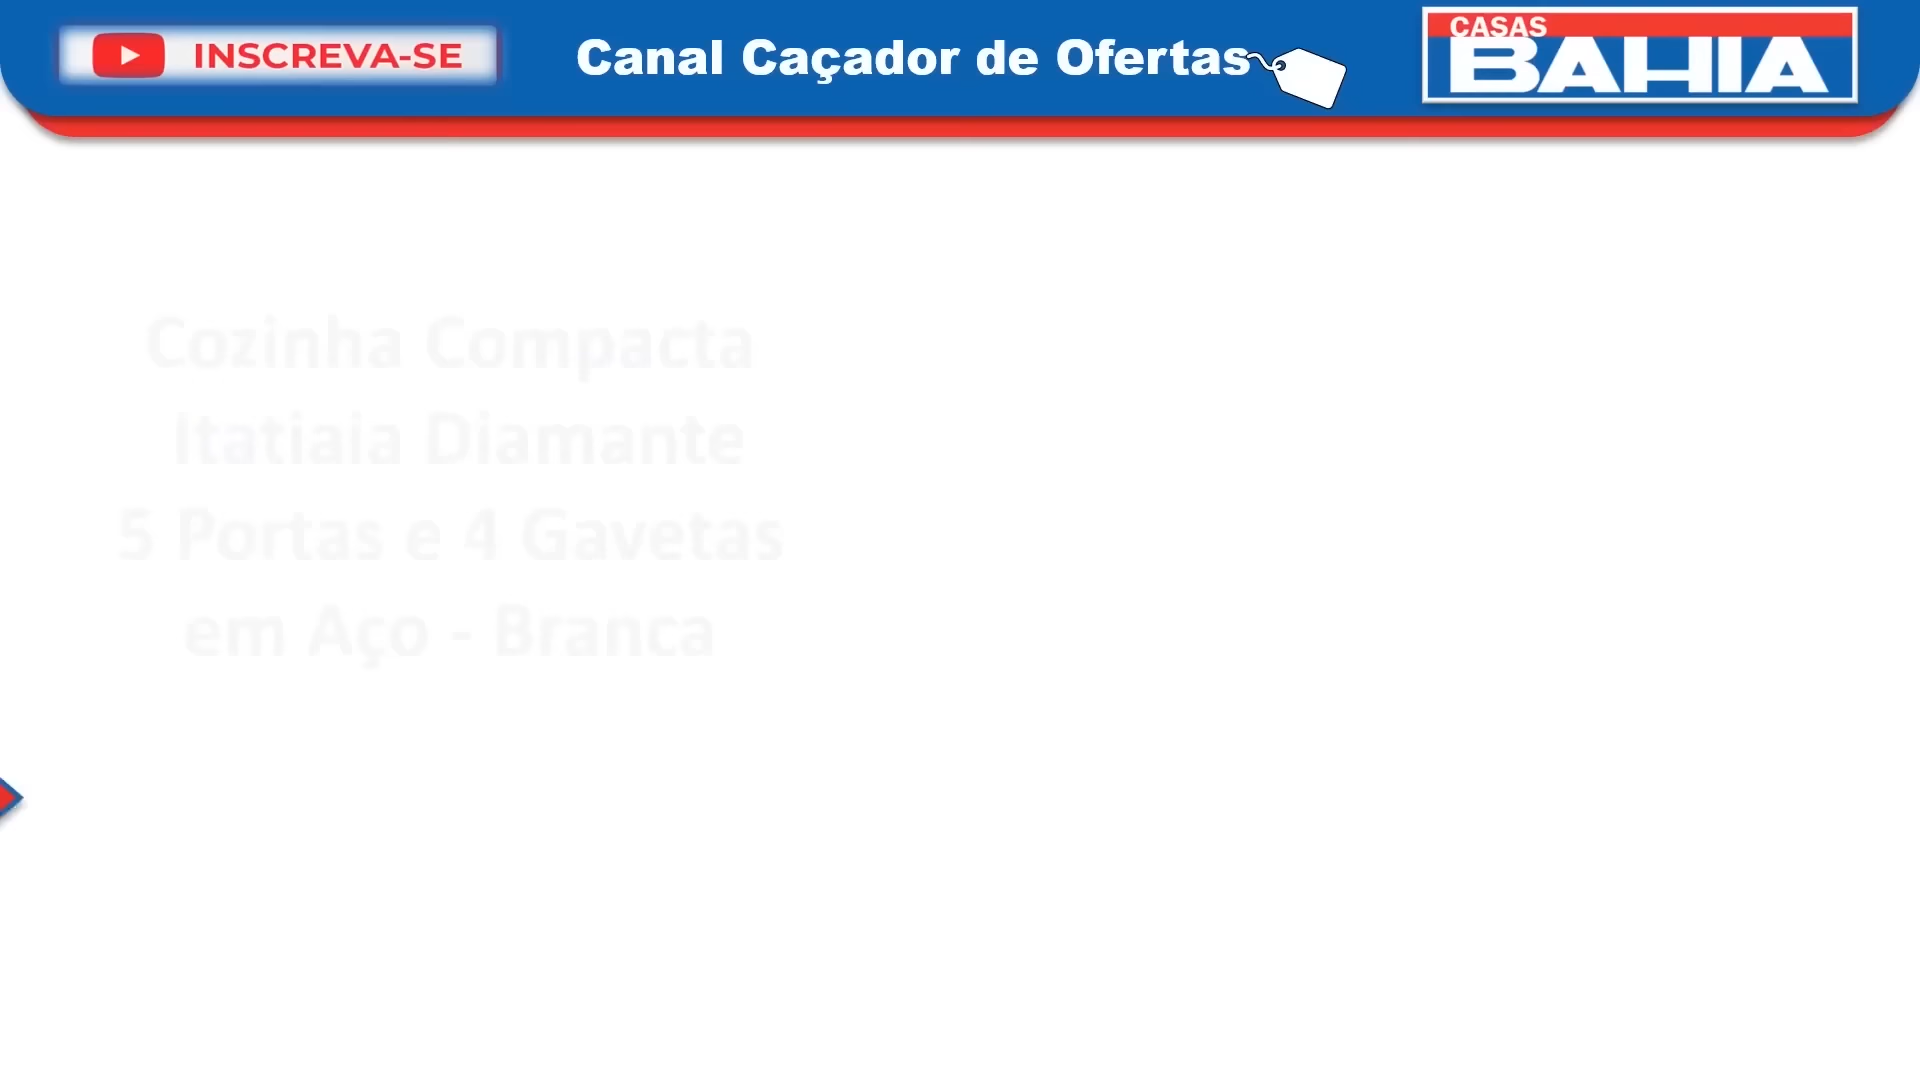 INSCREVA-SE
Canal Caçador de Ofertas
CASAS
BAHIA
Cozinha Compacta
Itatiaia Diamante
5 Portas e 4 Gavetas
em Aço - Branca